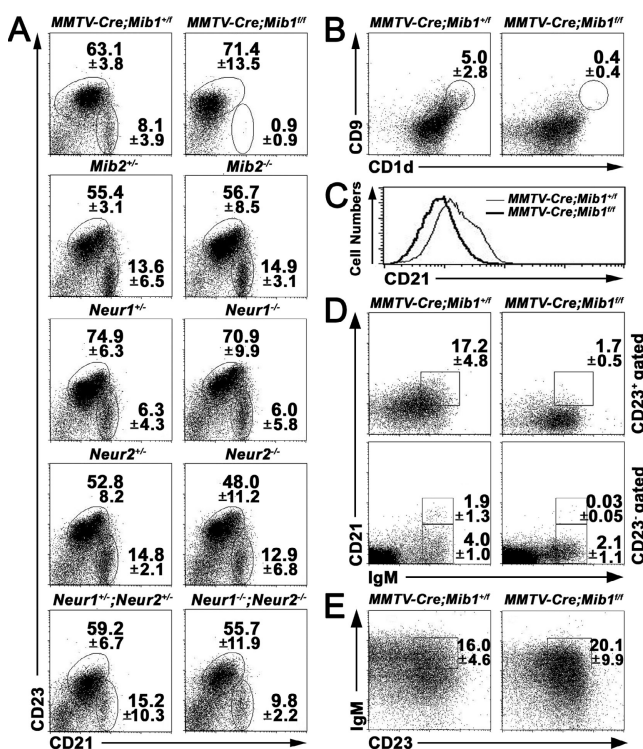 A
MMTV-Cre;Mib1+/f
MMTV-Cre;Mib1f/f
63.1
±3.8
71.4
±13.5
8.1
±3.9
0.9
±0.9
Mib2+/-
Mib2-/-
55.4
±3.1
56.7
±8.5
13.6
±6.5
14.9
±3.1
Neur1+/-
Neur1-/-
74.9
±6.3
70.9
±9.9
6.3
±4.3
6.0
±5.8
Neur2+/-
Neur2-/-
52.8
8.2
48.0
±11.2
14.8
±2.1
12.9
±6.8
Neur1+/-;Neur2+/-
Neur1-/-;Neur2-/-
59.2
±6.7
55.7
±11.9
15.2
±10.3
9.8
±2.2
CD23
CD21
B
MMTV-Cre;Mib1+/f
MMTV-Cre;Mib1f/f
5.0
±2.8
0.4
±0.4
CD9
CD1d
C
MMTV-Cre;Mib1+/f
MMTV-Cre;Mib1f/f
Cell Numbers
CD21
D
MMTV-Cre;Mib1+/f
MMTV-Cre;Mib1f/f
17.2
±4.8
1.7
±0.5
CD23+ gated
1.9
±1.3
0.03
±0.05
4.0
±1.0
2.1
±1.1
CD23- gated
CD21
IgM
E
MMTV-Cre;Mib1+/f
MMTV-Cre;Mib1f/f
16.0
±4.6
20.1
±9.9
IgM
CD23